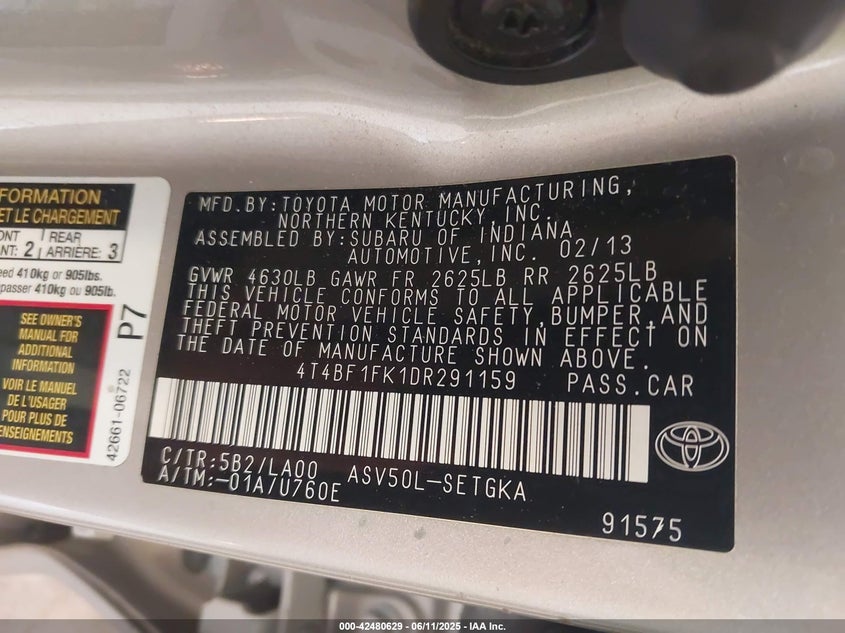 FORMATION
ET LE CHARGEMENT
ONT 2 REAR 3
NT: ARRIÈRE:
eed 410kg or 905lbs.
passer 410kg ou 905lb.
SEE OWNER'S
MANUAL FOR
ADDITIONAL
INFORMATION
VOIR LE MANUEL
DE L'USAGER
POUR PLUS DE
ENSEIGNEMENTS
P7
42661-06722
MFD.BY:TOYOTA MOTOR MANUFACTURING,
NORTHERN KENTUCKY, INC.
ASSEMBLED BY:SUBARU OF INDIANA
AUTOMOTIVE,INC. 02/13
GVWR 4630LB GAWR FR 2625LB RR 2625LB
THIS VEHICLE CONFORMS TO ALL APPLICABLE
FEDERAL MOTOR VEHICLE SAFETY,BUMPER,AND
THEFT PREVENTION STANDARDS IN EFFECT ON
THE DATE OF MANUFACTURE SHOWN ABOVE.
4T4BF1FK1DR291159 PASS.CAR
C/TR:5B2/LA00 ASV50L-SETGKA
A/TM:-01A/U760E
91575
000-42480629 - 06/11/2025 - IAA Inc.